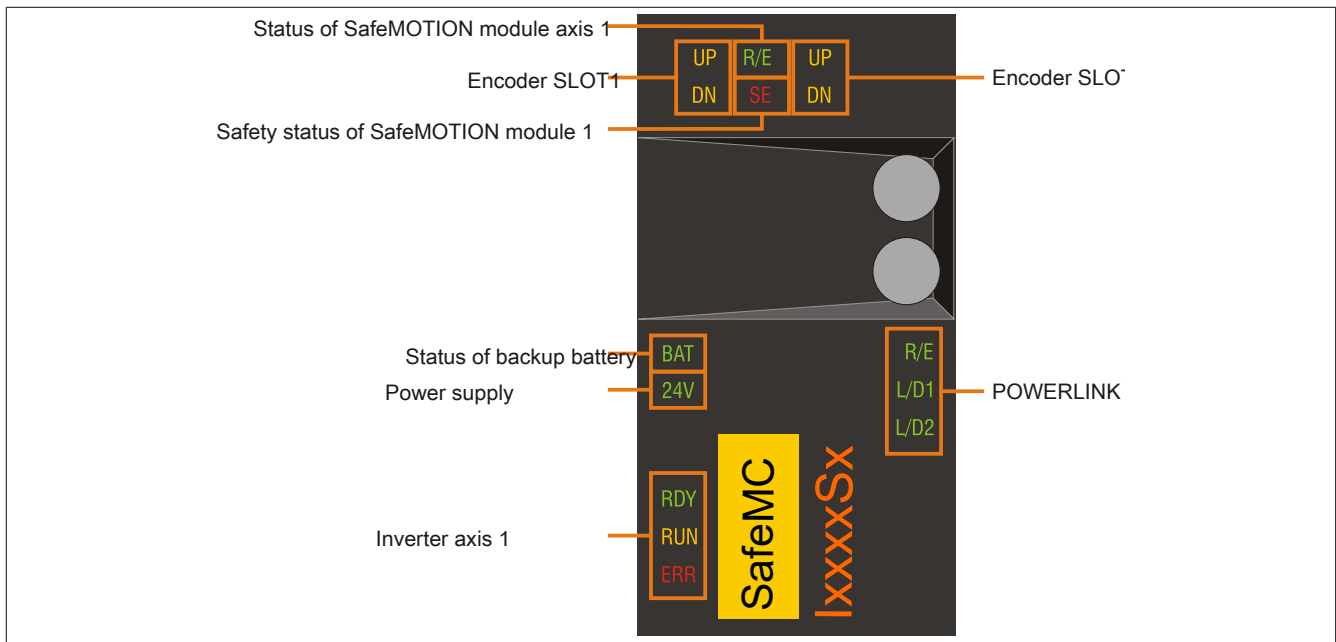 Status of SafeMOTION module axis 1
UP R/E UP
Encoder SLOT1
Encoder
DN SE DN
Safety status of SafeMOTION module 1
Status of backup battery
BAT
R/E
Power supply
24V
L/D1
POWERLINK
L/D2
RDY
Inverter axis 1
RUN
ERR
SafeMC
IxxxxSx